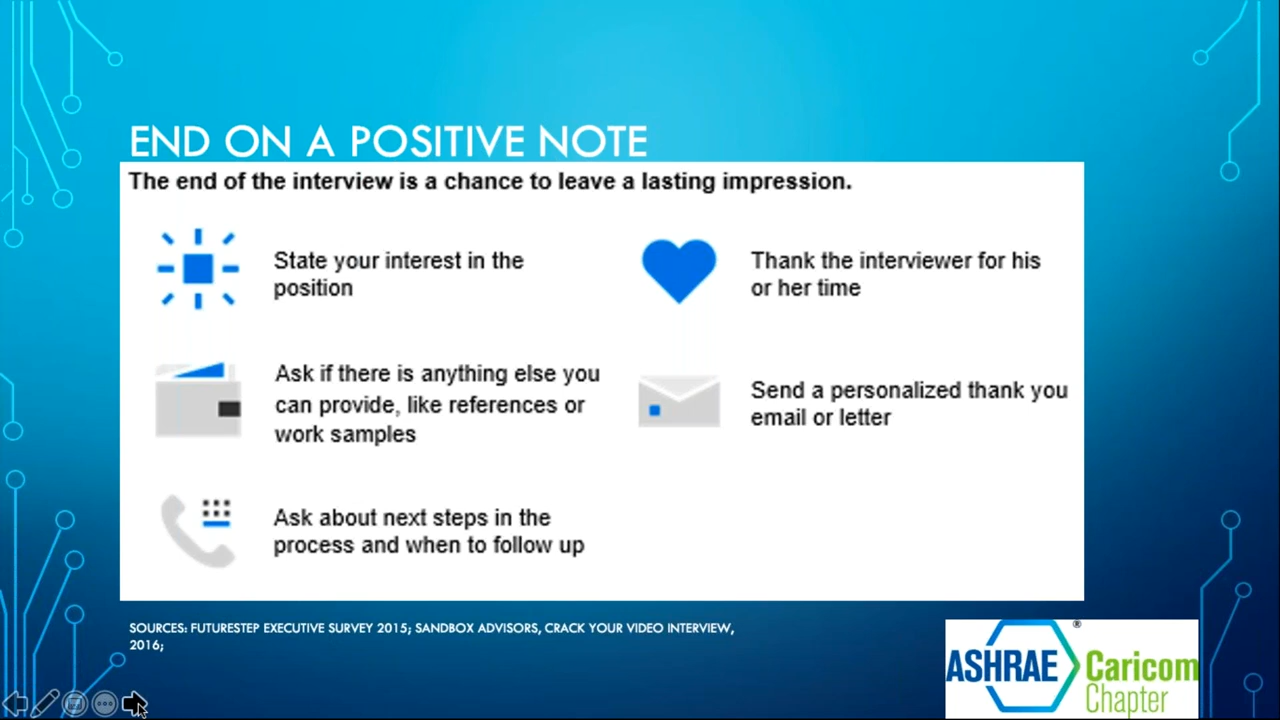 END ON A POSITIVE NOTE
The end of the interview is a chance to leave a lasting impression.
State your interest in the
position
Ask if there is anything else you
can provide, like references or
work samples
Ask about next steps in the
process and when to follow up
Thank the interviewer for his
or her time
Send a personalized thank you
email or letter
SOURCES: FUTURESTEP EXECUTIVE SURVEY 2015; SANDBOX ADVISORS, CRACK YOUR VIDEO INTERVIEW,
2016;
ASHRAE® Caricom
Chapter